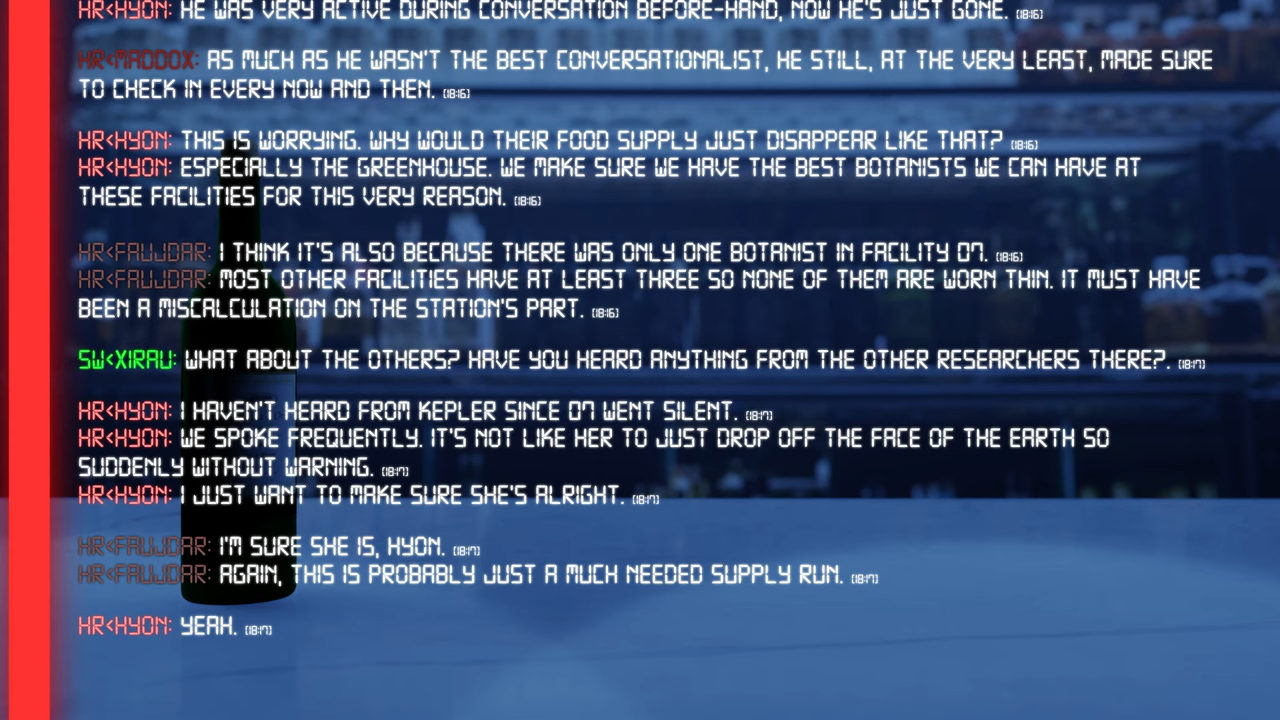 HR<HYON: HE WAS VERY ACTIVE DURING CONVERSATION BEFORE-HAND, NOW HE'S JUST GONE. [18:16]
HR<MADDOX: AS MUCH AS HE WASN'T THE BEST CONVERSATIONALIST, HE STILL, AT THE VERY LEAST, MADE SURE
TO CHECK IN EVERY NOW AND THEN. [18:16]
HR<HYON: THIS IS WORRYING. WHY WOULD THEIR FOOD SUPPLY JUST DISAPPEAR LIKE THAT? [18:16]
HR<HYON: ESPECIALLY THE GREENHOUSE. WE MAKE SURE WE HAVE THE BEST BOTANISTS WE CAN HAVE AT
THESE FACILITIES FOR THIS VERY REASON. [18:16]
HR<FAUJDAR: I THINK IT'S ALSO BECAUSE THERE WAS ONLY ONE BOTANIST IN FACILITY 07. [18:16]
HR<FAUJDAR: MOST OTHER FACILITIES HAVE AT LEAST THREE SO NONE OF THEM ARE WORN THIN. IT MUST HAVE
BEEN A MISCALCULATION ON THE STATION'S PART. [18:16]
SW<XIRAU: WHAT ABOUT THE OTHERS? HAVE YOU HEARD ANYTHING FROM THE OTHER RESEARCHERS THERE?. [18:17]
HR<HYON: I HAVEN'T HEARD FROM KEPLER SINCE 07 WENT SILENT. [18:17]
HR<HYON: WE SPOKE FREQUENTLY. IT'S NOT LIKE HER TO JUST DROP OFF THE FACE OF THE EARTH SO
SUDDENLY WITHOUT WARNING. [18:17]
HR<HYON: I JUST WANT TO MAKE SURE SHE'S ALRIGHT. [18:17]
HR<FAUJDAR: I'M SURE SHE IS, HYON. [18:17]
HR<FAUJDAR: AGAIN, THIS IS PROBABLY JUST A MUCH NEEDED SUPPLY RUN. [18:17]
HR<HYON: YEAH. [18:17]